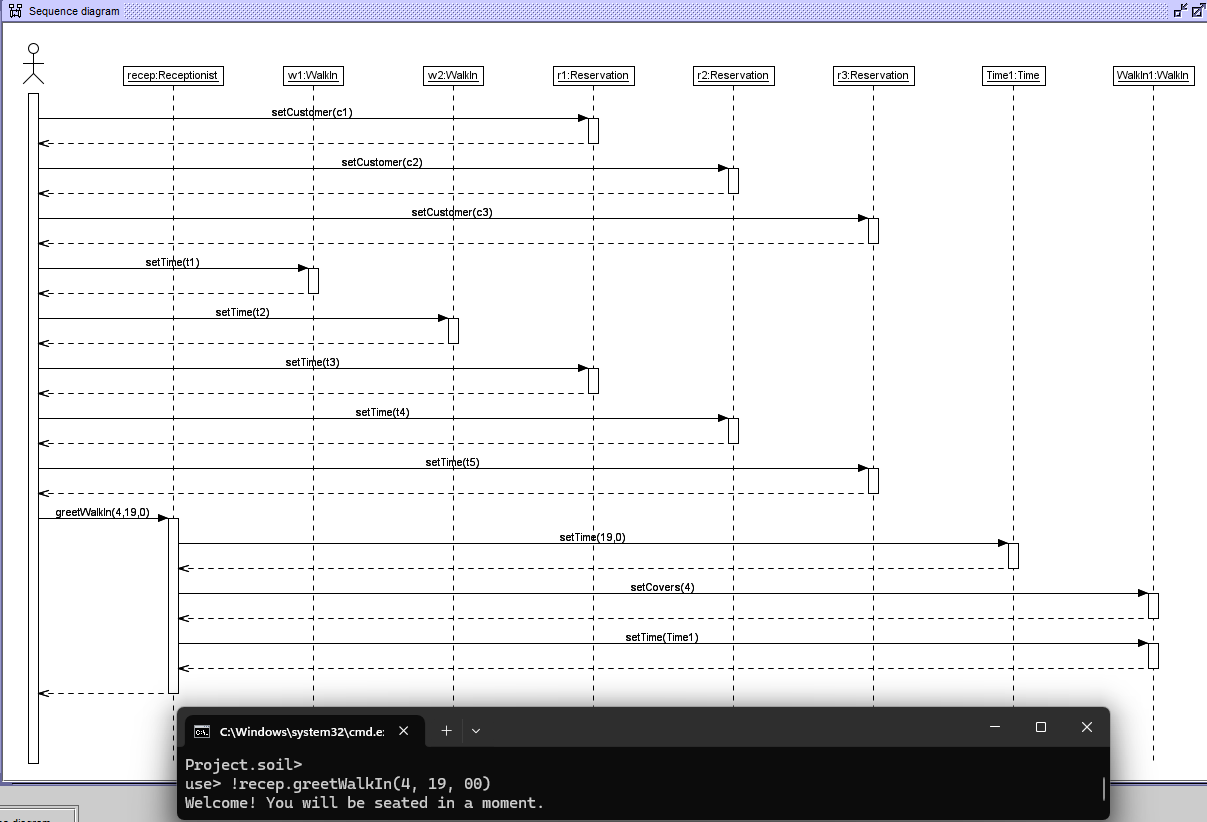 Sequence diagram
recep:Receptionist
w1:WalkIn
w2:WalkIn
r1:Reservation
r2:Reservation
r3:Reservation
Time1:Time
WalkIn1:WalkIn
setCustomer(c1)
setCustomer(c2)
setCustomer(c3)
setTime(t1)
setTime(t2)
setTime(t3)
setTime(t4)
setTime(t5)
greetWalkIn(4,19,0)
setTime(19,0)
setCovers(4)
setTime(Time1)
C:\Windows\system32\cmd.e:
Project.soil>
use> !recep.greetWalkIn(4, 19, 00)
Welcome! You will be seated in a moment.